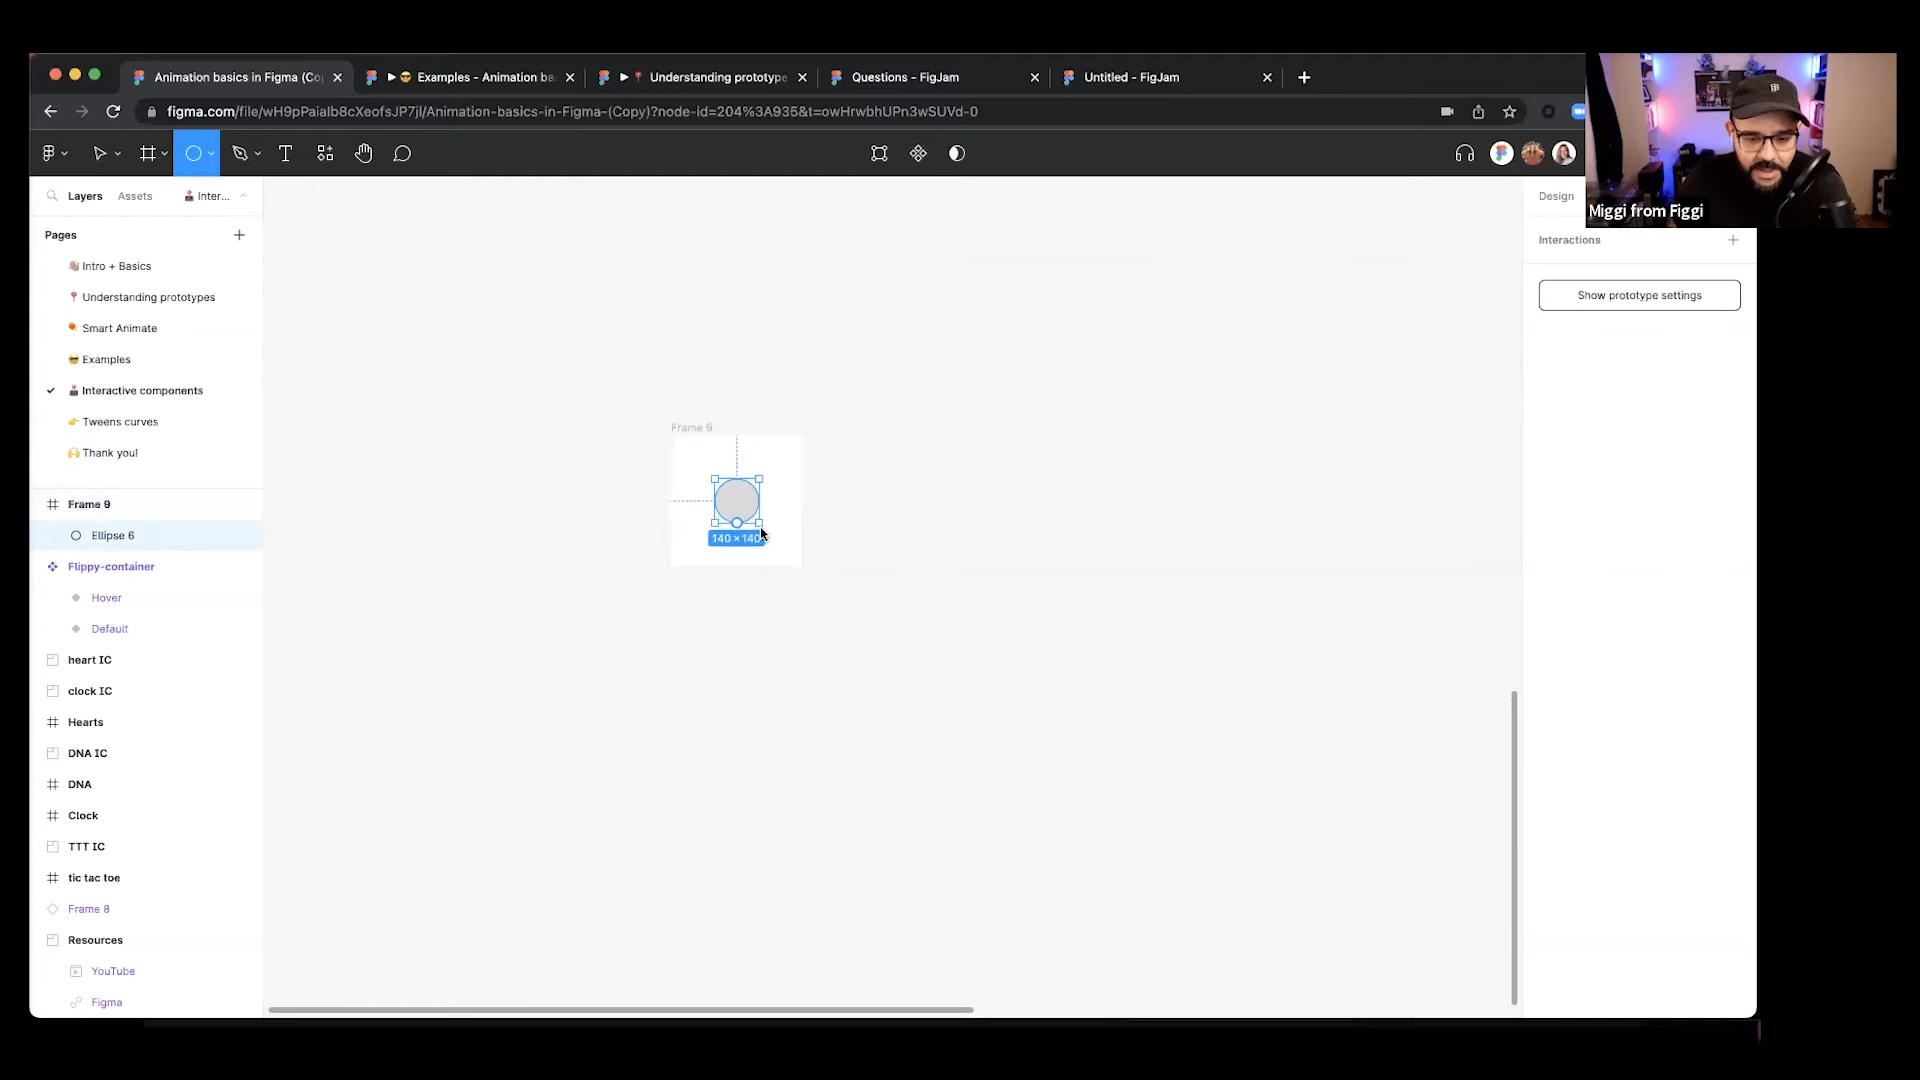 Animation basics in Figma (Co
Examples - Animation ba
Understanding prototype
Questions - FigJam
Untitled - FigJam
figma.com/file/wH9pPaialb8cXeofsJP7jl/Animation-basics-in-Figma-(Copy)?node-id=204%3A935&t=owHrwbhUPn3wSUVd-0
Miggi from Figgi
Layers
Assets
Inter...
Design
Pages
Interactions
Intro + Basics
Show prototype settings
Understanding prototypes
Smart Animate
Examples
Interactive components
Tweens curves
Frame 9
Thank you!
Frame 9
Ellipse 6
140 × 140
Flippy-container
Hover
Default
heart IC
clock IC
Hearts
DNA IC
DNA
Clock
TTT IC
tic tac toe
Frame 8
Resources
YouTube
Figma